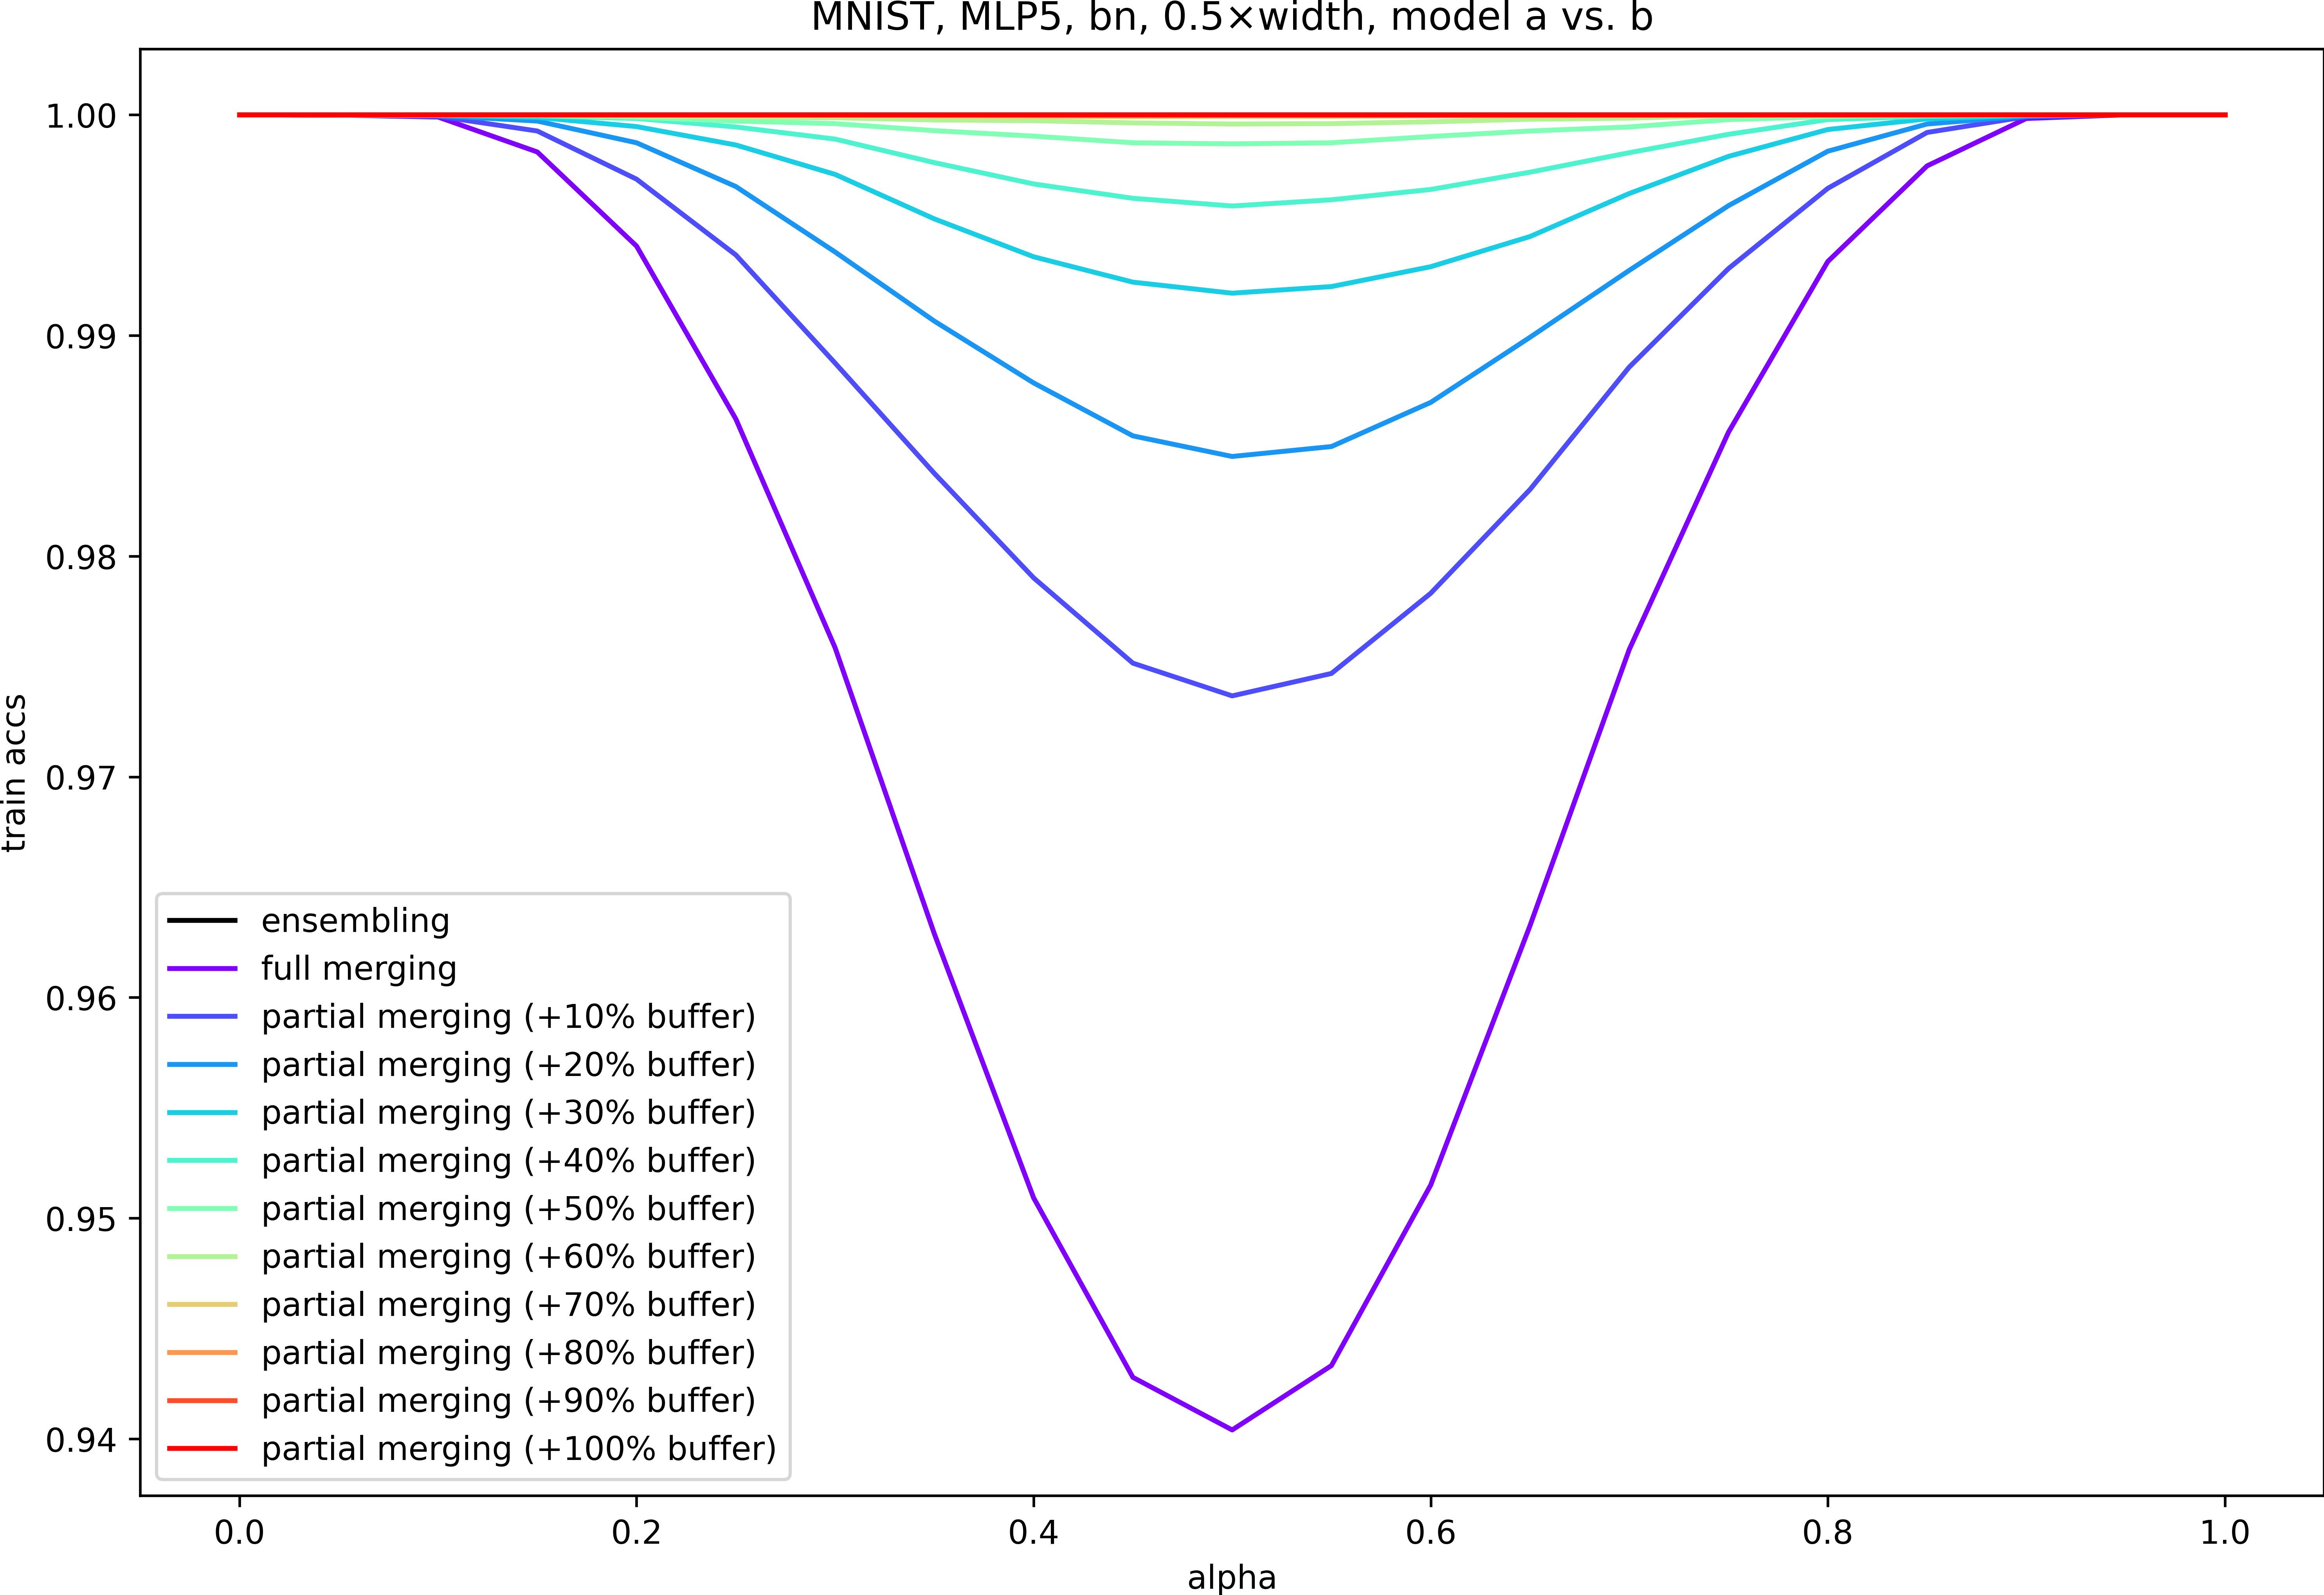 MNIST, MLP5, bn, 0.5×width, model a vs. b
1.00
0.99
0.98
0.97
0.96
0.95
0.94
train accs
ensembling
full merging
partial merging (+10% buffer)
partial merging (+20% buffer)
partial merging (+30% buffer)
partial merging (+40% buffer)
partial merging (+50% buffer)
partial merging (+60% buffer)
partial merging (+70% buffer)
partial merging (+80% buffer)
partial merging (+90% buffer)
partial merging (+100% buffer)
0.0 0.2 0.4 0.6 0.8 1.0
alpha